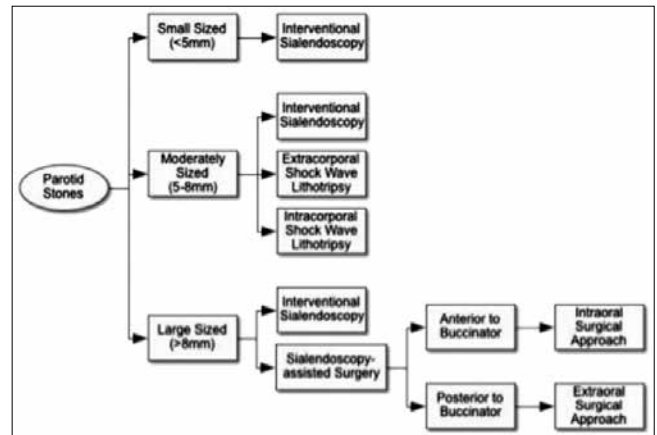 Parotid
Stones
Small Sized
(<5mm)
Interventional
Sialendoscopy
Moderately
Sized
(5-8mm)
Interventional
Sialendoscopy
Extracorporal
Shock Wave
Lithotripsy
Intracorporal
Shock Wave
Lithotripsy
Large Sized
(>8mm)
Interventional
Sialendoscopy
Sialendoscopy-
assisted Surgery
Anterior to
Buccinator
Intraoral
Surgical
Approach
Posterior to
Buccinator
Extraoral
Surgical
Approach